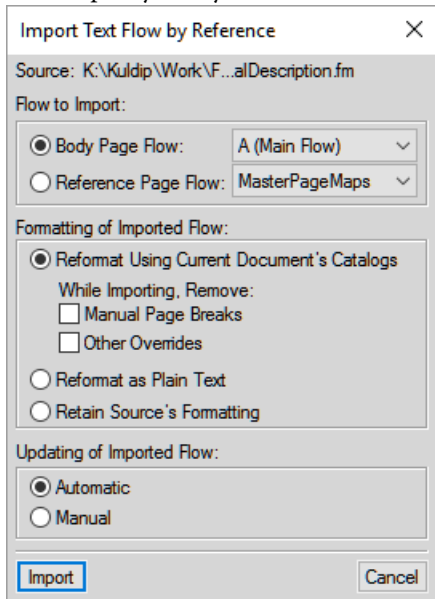 Import Text Flow by Reference
Source: K:\Kuldip\Work\F...alDescription.fm
Flow to Import:
Body Page Flow: A (Main Flow)
Reference Page Flow: MasterPageMaps
Formatting of Imported Flow:
Reformat Using Current Document's Catalogs
While Importing, Remove:
Manual Page Breaks
Other Overrides
Reformat as Plain Text
Retain Source's Formatting
Updating of Imported Flow:
Automatic
Manual
Import Cancel